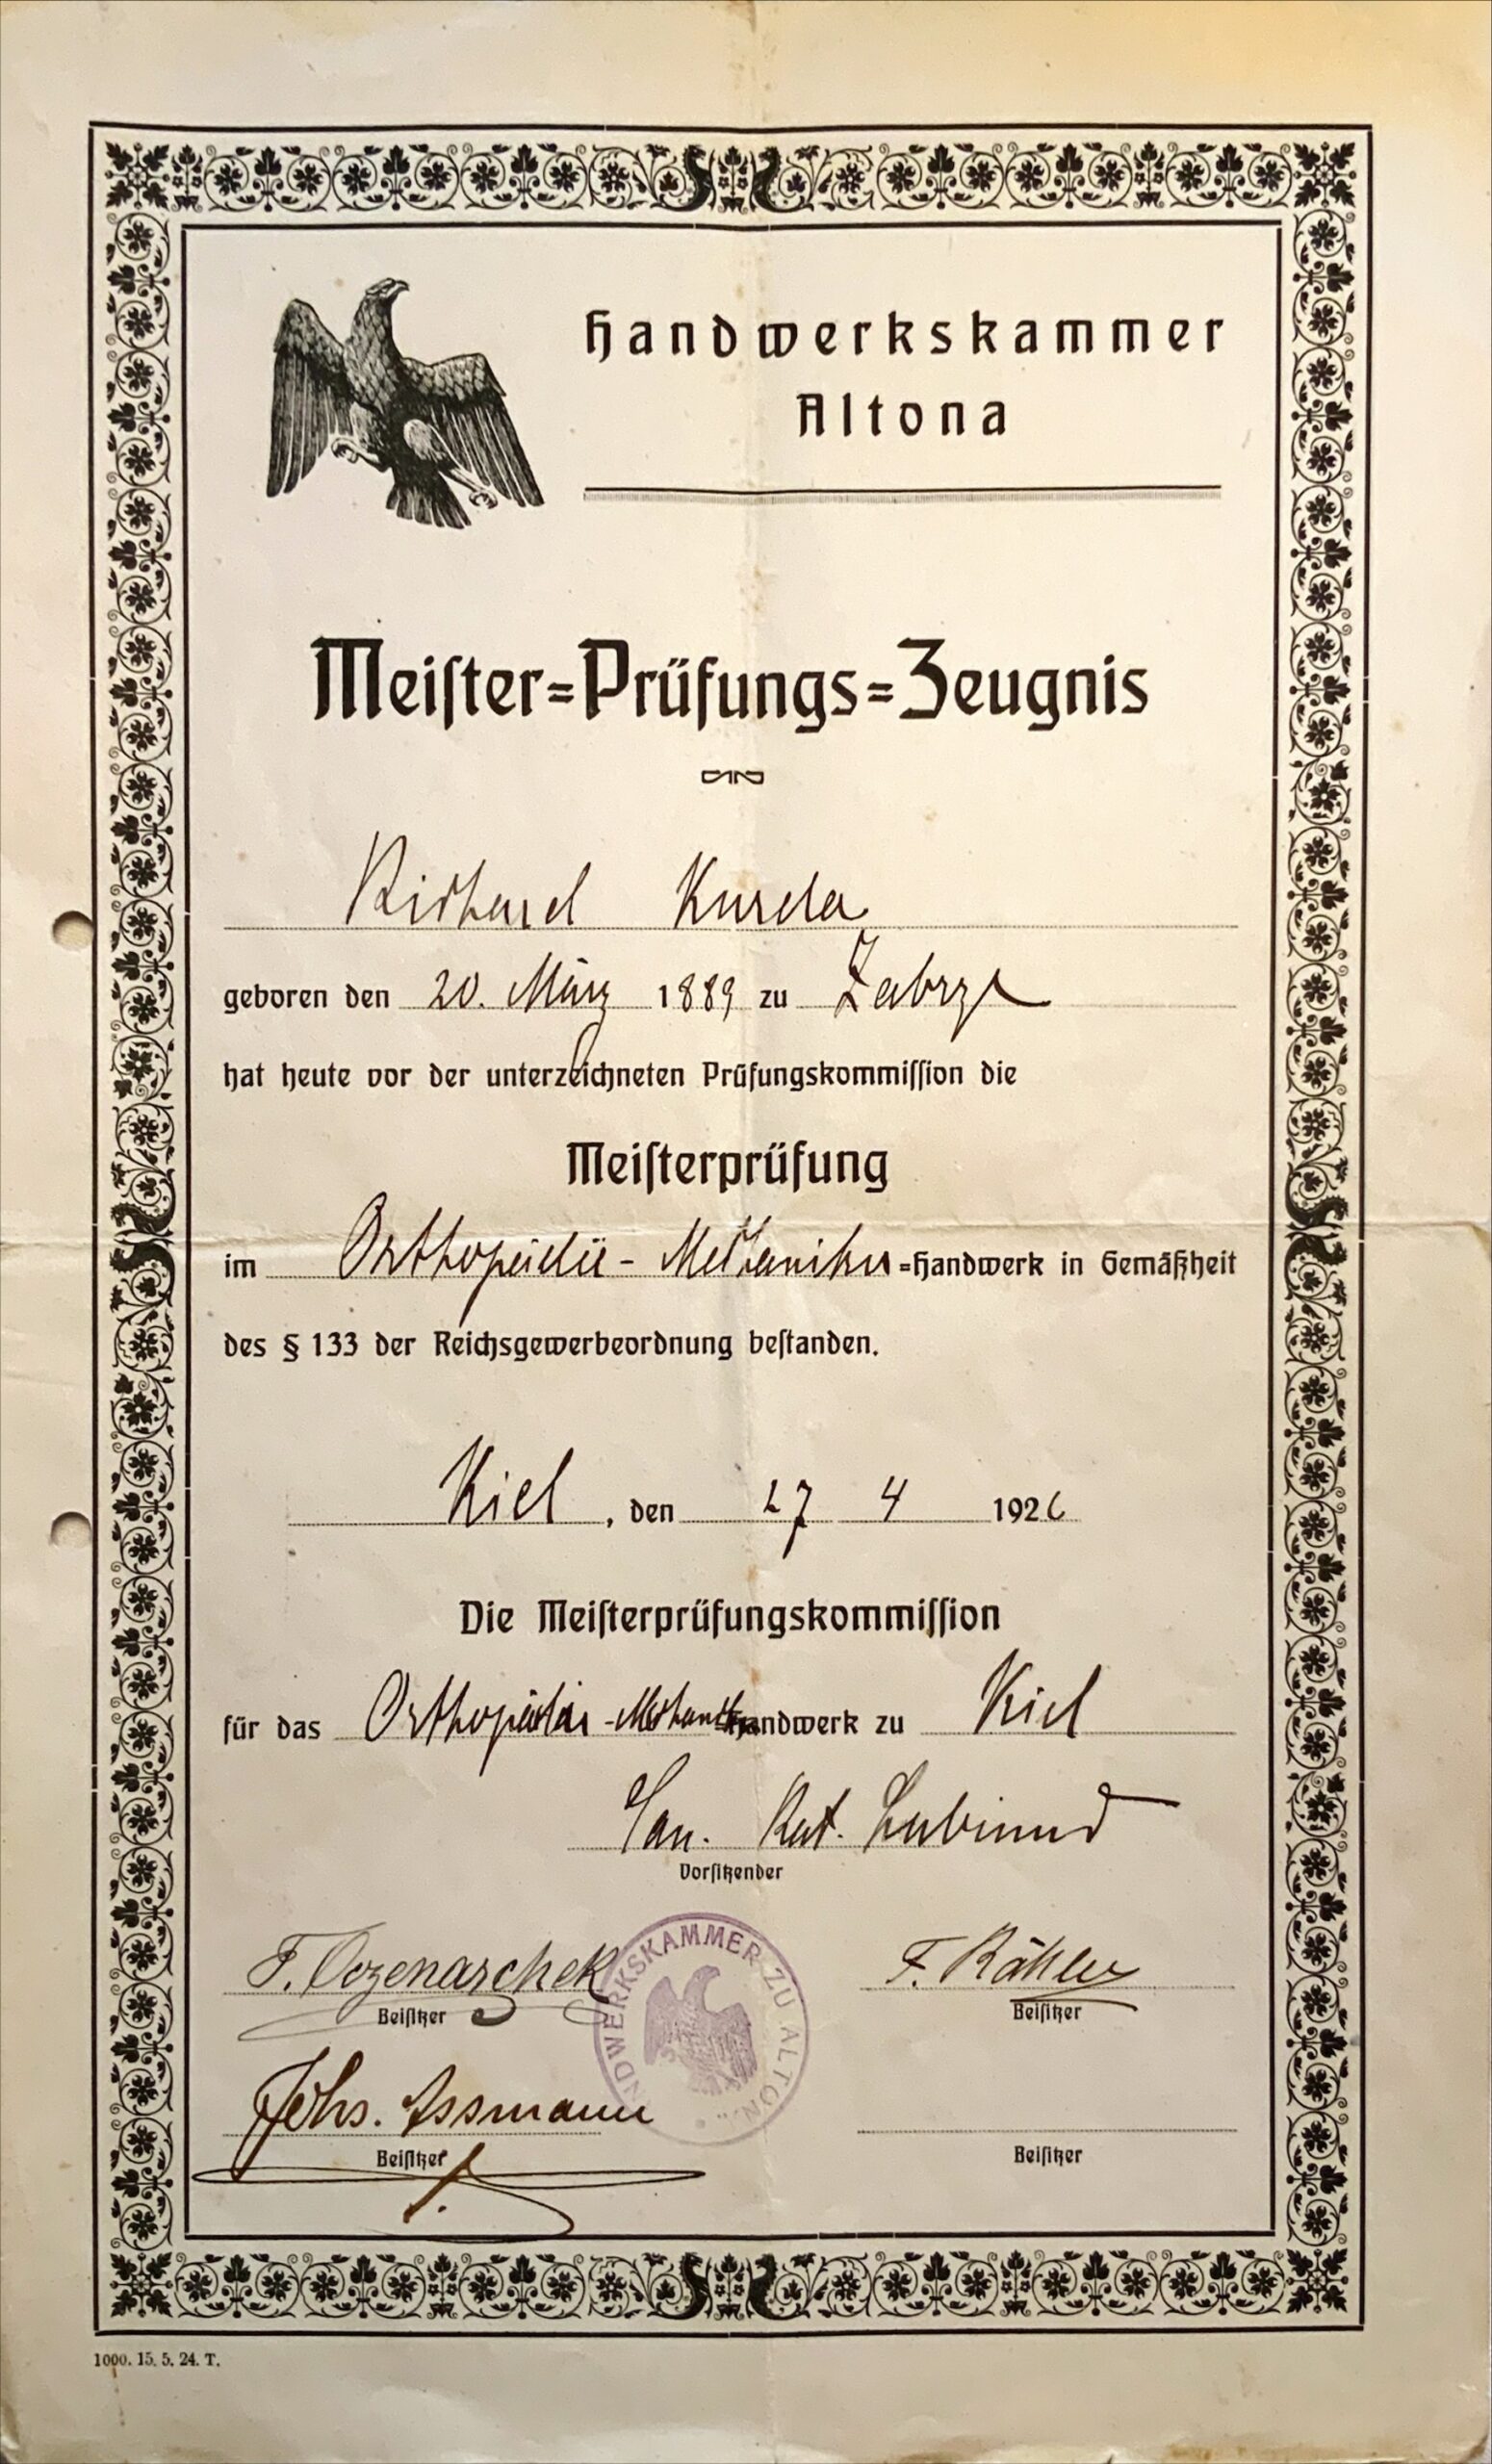 Handwerkskammer
Altona
Meiſter=Prüfungs=Zeugnis
Richard Kurda
geboren den 20. März 1889 zu Zabrze
hat heute vor der unterzeichneten Prüfungskommiſſion die
Meiſterprüfung
im Orthopädie - Mechaniker =Handwerk in Gemäßheit
des § 133 der Reichsgewerbeordnung beſtanden.
Kiel, den 27 4 1926
Die Meiſterprüfungskommiſſion
für das Orthopädie - Mechaniker Handwerk zu Kiel
San. Rat.
Vorſitzender
HANDWERKSKAMMER ZU ALTONA
F. F. Rähler
Beiſitzer Beiſitzer
Johs. Assmann
Beiſitzer Beiſitzer
1000. 15. 5. 24. T.